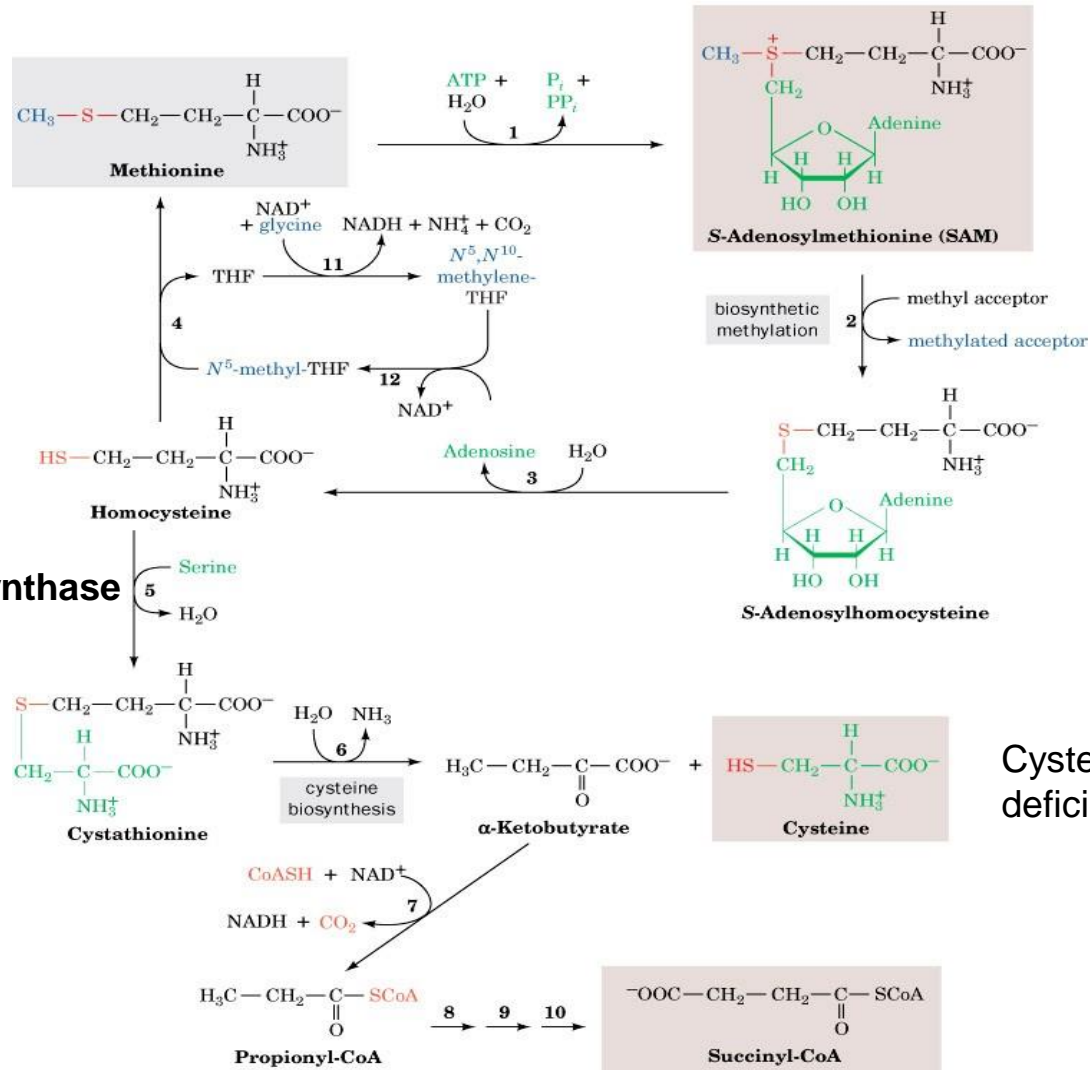 CH₃—S—CH₂—CH₂—C—COO⁻
H
NH₃⁺
Methionine
ATP +
H₂O
Pᵢ +
PPᵢ
1
H
CH₃—S—CH₂—CH₂—C—COO⁻
+
CH₂
NH₃⁺
O
Adenine
H H
H H
HO OH
S-Adenosylmethionine (SAM)
NAD⁺
+ glycine
NADH + NH₄⁺ + CO₂
11
THF
N⁵,N¹⁰-
methylene-
THF
4
N⁵-methyl-THF
12
NAD⁺
biosynthetic
methylation
2
methyl acceptor
methylated acceptor
H
HS—CH₂—CH₂—C—COO⁻
NH₃⁺
Homocysteine
Adenosine
H₂O
3
H
S—CH₂—CH₂—C—COO⁻
CH₂
NH₃⁺
O
Adenine
H H
H H
HO OH
S-Adenosylhomocysteine
nthase
5
Serine
H₂O
H
S—CH₂—CH₂—C—COO⁻
H
NH₃⁺
CH₂—C—COO⁻
NH₃⁺
Cystathionine
H₂O
NH₃
6
cysteine
biosynthesis
H₃C—CH₂—C—COO⁻
O
α-Ketobutyrate
+
H
HS—CH₂—C—COO⁻
NH₃⁺
Cysteine
Cyste
defici
CoASH + NAD⁺
7
NADH + CO₂
H₃C—CH₂—C—SCoA
O
Propionyl-CoA
8 9 10
⁻OOC—CH₂—CH₂—C—SCoA
O
Succinyl-CoA